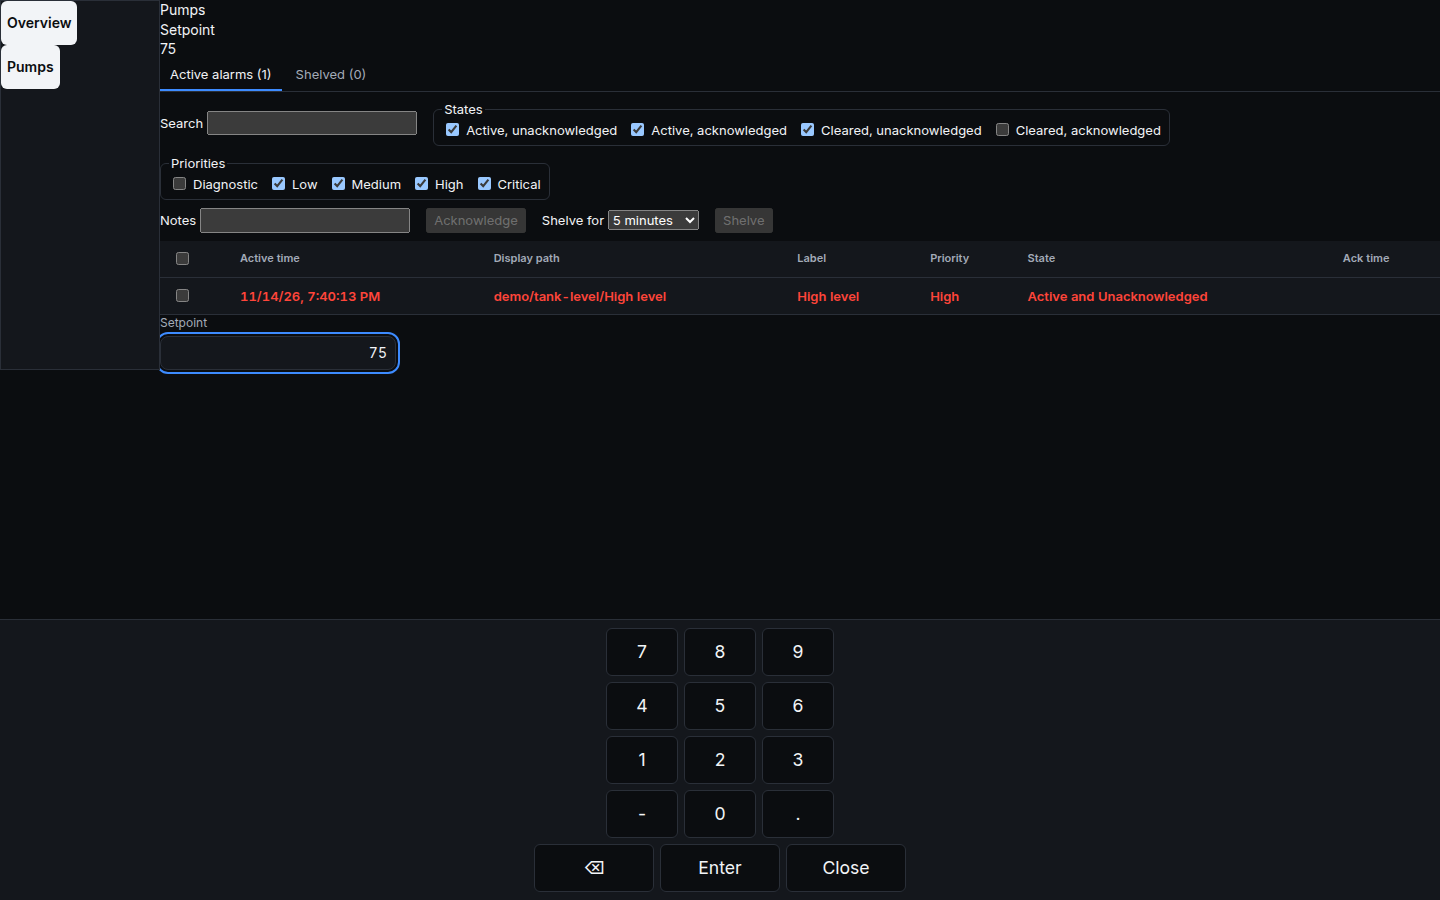 Overview
Pumps
Pumps
Setpoint
75
Active alarms (1) Shelved (0)
Search
States
Active, unacknowledged Active, acknowledged Cleared, unacknowledged Cleared, acknowledged
Priorities
Diagnostic Low Medium High Critical
Notes Acknowledge Shelve for 5 minutes Shelve
Active time Display path Label Priority State Ack time
11/14/26, 7:40:13 PM demo/tank-level/High level High level High Active and Unacknowledged
Setpoint
75
7 8 9
4 5 6
1 2 3
- 0 .
⌫ Enter Close